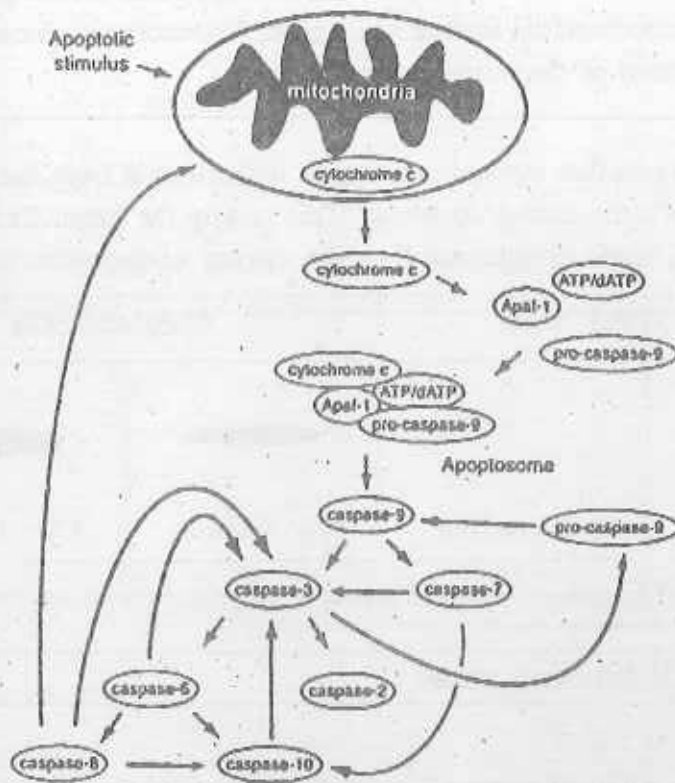 Apoptotic
stimulus
mitochondria
cytochrome c
cytochrome c
ATP/dATP
Apaf-1
pro-caspase-9
cytochrome c
ATP/dATP
Apaf-1
pro-caspase-9
Apoptosome
caspase-9
pro-caspase-9
caspase-3
caspase-7
caspase-6
caspase-2
caspase-8
caspase-10